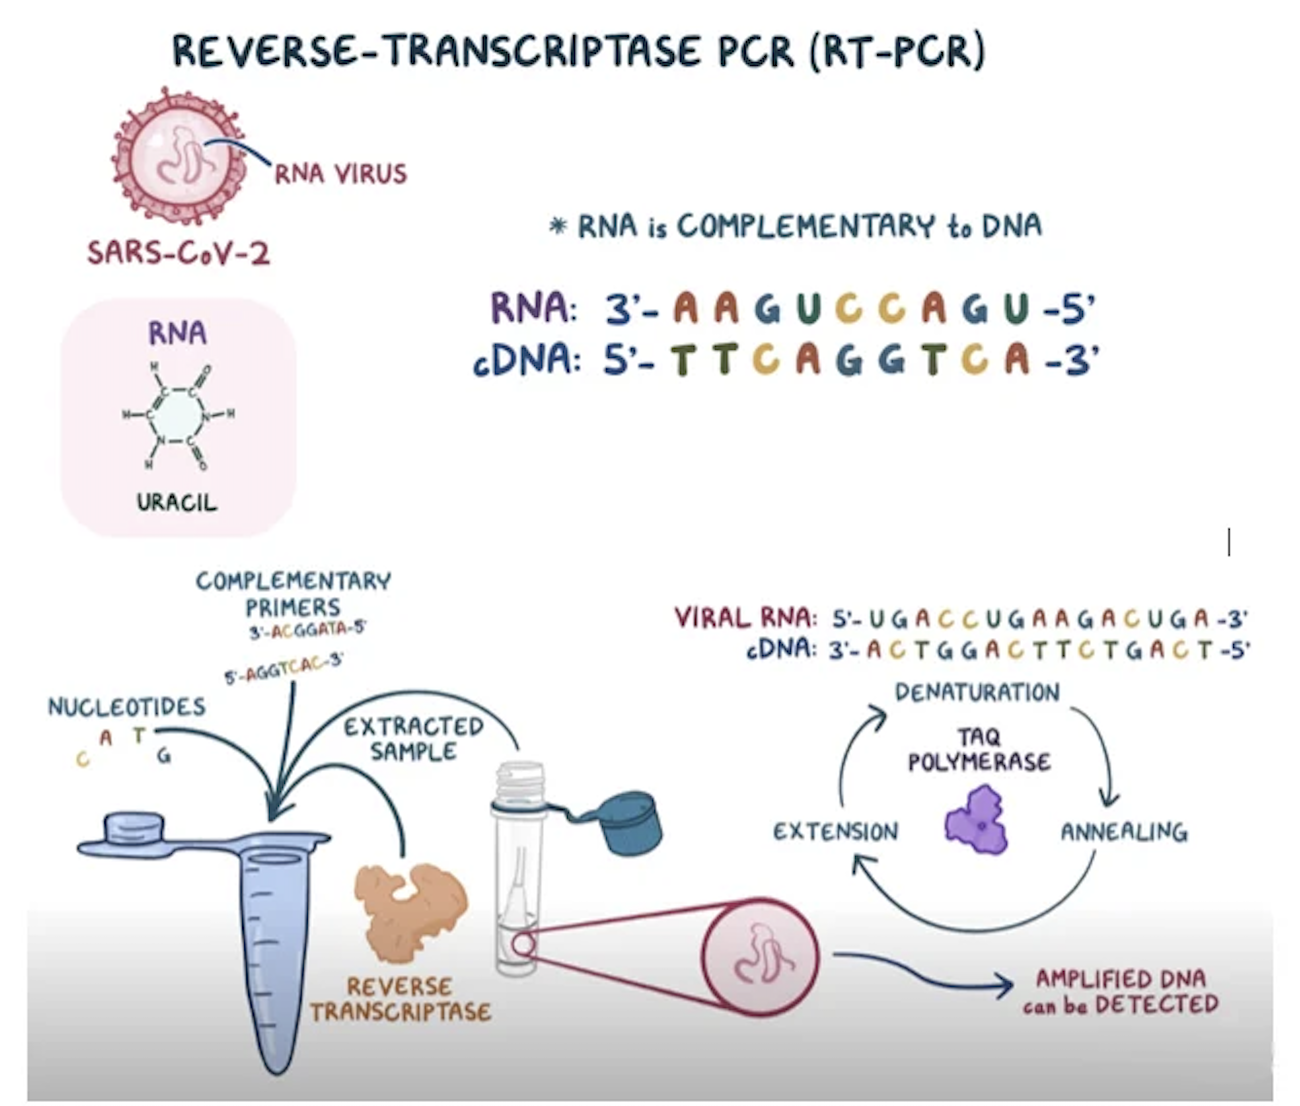 REVERSE-TRANSCRIPTASE PCR (RT-PCR)
RNA VIRUS
SARS-CoV-2
* RNA is COMPLEMENTARY to DNA
RNA: 3'- A A G U C C A G U -5'
cDNA: 5'- T T C A G G T C A -3'
RNA
H O
C C
H C N H
N C
H O
URACIL
COMPLEMENTARY
PRIMERS
3'-ACGGATA-5'
5'-AGGTCAC-3'
NUCLEOTIDES
C A T G
EXTRACTED
SAMPLE
REVERSE
TRANSCRIPTASE
VIRAL RNA: 5'- U G A C C U G A A G A C U G A -3'
cDNA: 3'- A C T G G A C T T C T G A C T -5'
DENATURATION
TAQ
POLYMERASE
EXTENSION
ANNEALING
AMPLIFIED DNA
can be DETECTED